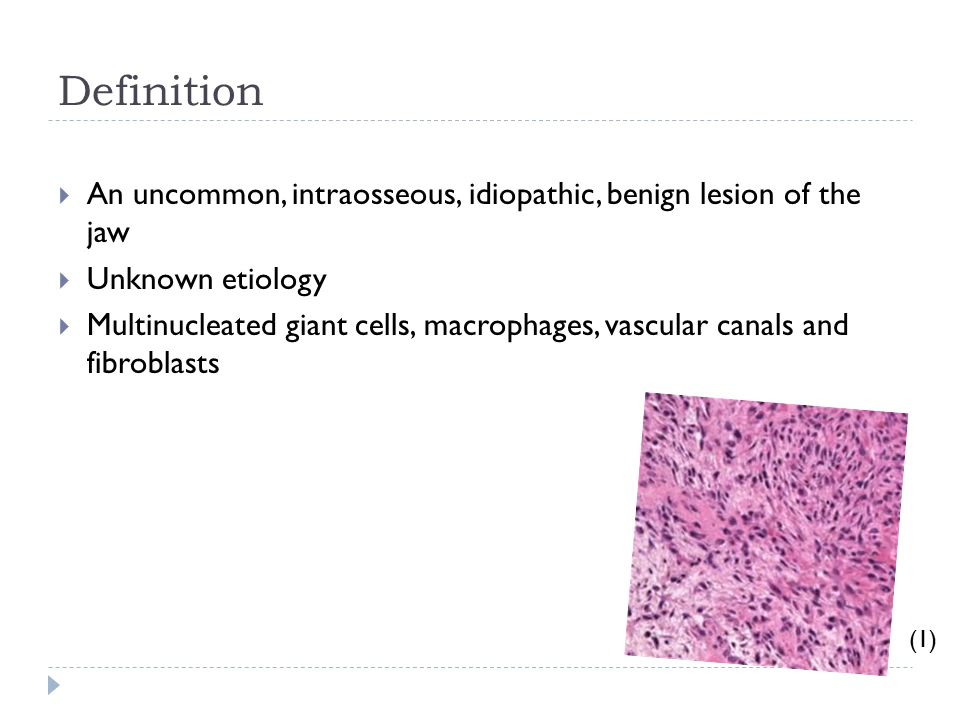 Definition
An uncommon, intraosseous, idiopathic, benign lesion of the
jaw
Unknown etiology
Multinucleated giant cells, macrophages, vascular canals and
fibroblasts
(1)